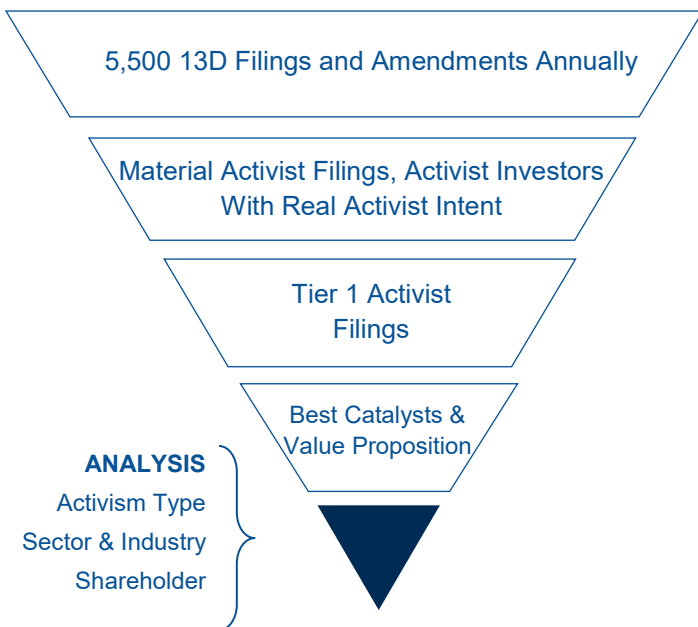 5,500 13D Filings and Amendments Annually
Material Activist Filings, Activist Investors
With Real Activist Intent
Tier 1 Activist
Filings
Best Catalysts &
Value Proposition
ANALYSIS
Activism Type
Sector & Industry
Shareholder